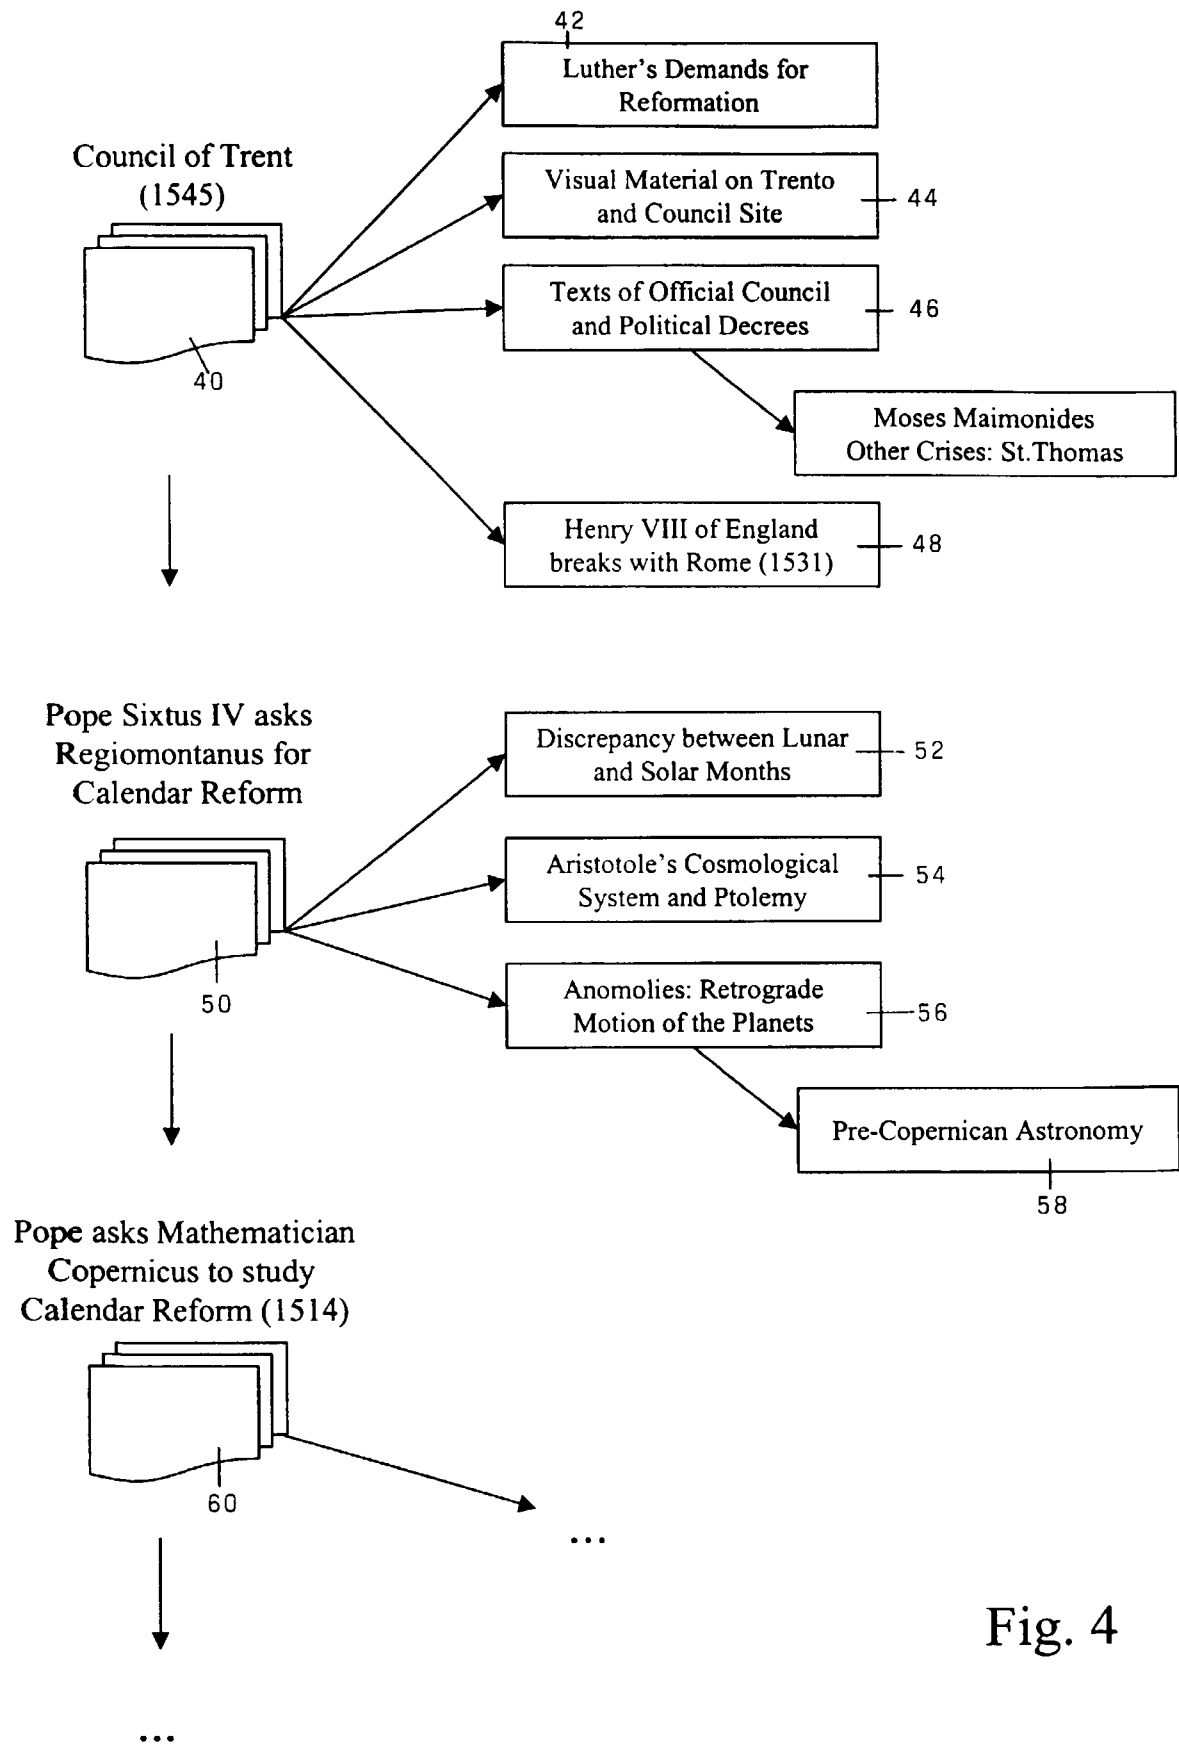 42
Luther's Demands for
Reformation
Council of Trent
(1545)
Visual Material on Trento
and Council Site
44
Texts of Official Council
and Political Decrees
46
40
Moses Maimonides
Other Crises: St.Thomas
Henry VIII of England
breaks with Rome (1531)
48
Pope Sixtus IV asks
Regiomontanus for
Calendar Reform
Discrepancy between Lunar
and Solar Months
52
Aristotole's Cosmological
System and Ptolemy
54
50
Anomolies: Retrograde
Motion of the Planets
56
Pre-Copernican Astronomy
58
Pope asks Mathematician
Copernicus to study
Calendar Reform (1514)
60
...
Fig. 4
...